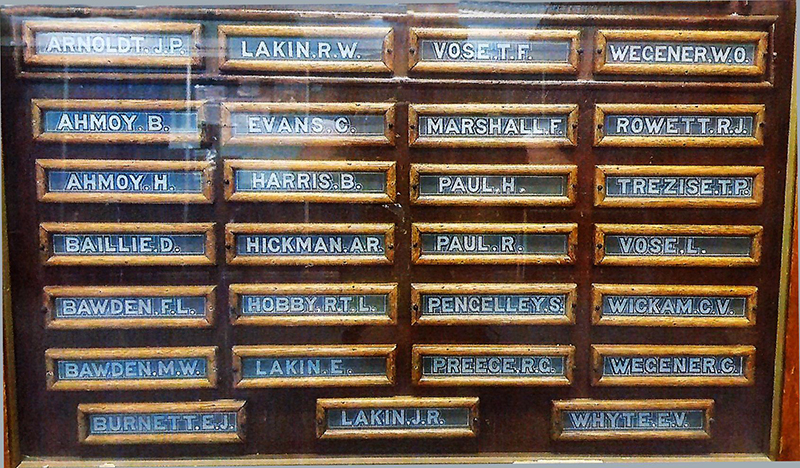 ARNOLDT.J.P. LAKIN.R.W. VOSE.T.F. WEGENER.W.O.
AHMOY.B. EVANS.C. MARSHALL.F. ROWETT.R.J.
AHMOY.H. HARRIS.B. PAUL.H. TREZISE.T.P.
BAILLIE.D. HICKMAN.A.R. PAUL.R. VOSE.L.
BAWDEN.F.L. HOBBY.R.T.L. PENGELLEY.S. WICKAM.C.V.
BAWDEN.M.W. LAKIN.E. PREECE.R.G. WEGENER.C.I.
BURNETT.E.J. LAKIN.J.R. WHYTE.E.V.